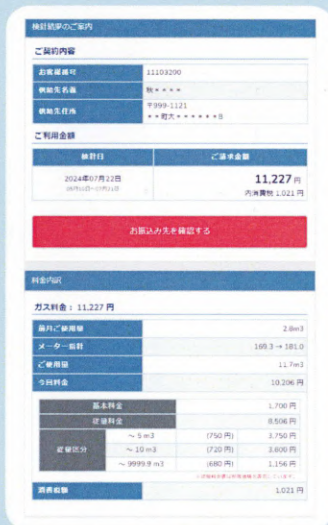 検針結果のご案内
ご契約内容
お客様番号 11103200
供給先名義 秋****
供給先住所 〒999-1121
**町大******9
ご利用金額
検針日 ご請求金額
2024年07月22日 11,227 円
内消費税 1,021 円
お振込み先を確認する
料金内訳
ガス料金: 11,227 円
前月ご使用量 2.8m3
メーター指針 169.3 → 181.0
ご使用量 11.7m3
今回料金 10,206 円
基本料金 1,700 円
従量料金 8,506 円
従量区分 ~ 5 m3 (750 円) 3,750 円
~ 10 m3 (720 円) 3,600 円
~ 9999.9 m3 (680 円) 1,156 円
消費税額 1,021 円